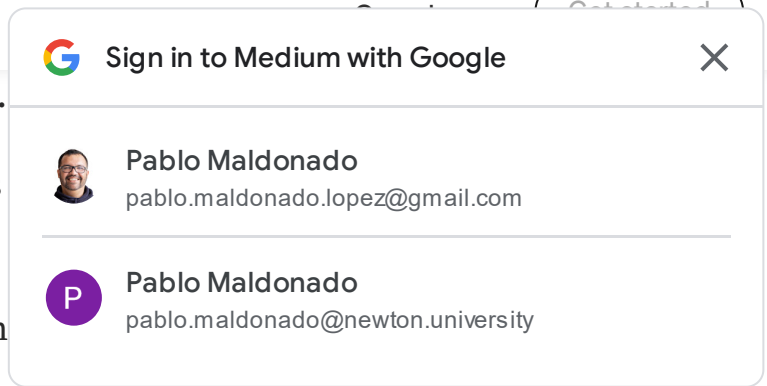 Sign in to Medium with Google
Pablo Maldonado
pablo.maldonado.lopez@gmail.com
P
Pablo Maldonado
pablo.maldonado@newton.university